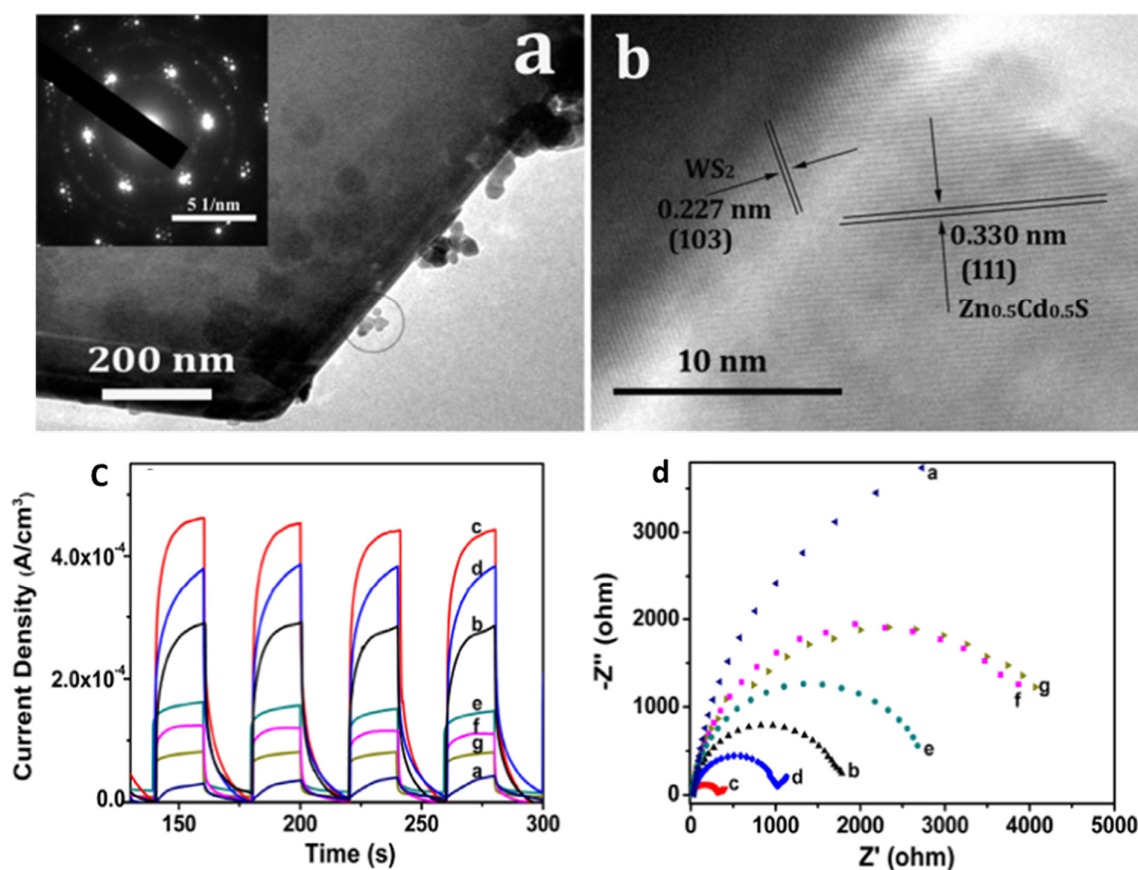 a
5 1/nm
200 nm
b
WS₂
0.227 nm
(103)
0.330 nm
(111)
Zn₀.₅Cd₀.₅S
10 nm
c
Current Density (A/cm³)
4.0x10⁻⁴
2.0x10⁻⁴
0.0
150
200
250
300
Time (s)
c
d
b
e
f
g
a
d
-Z'' (ohm)
3000
2000
1000
0
0
1000
2000
3000
4000
5000
Z' (ohm)
a
f
g
e
b
d
c